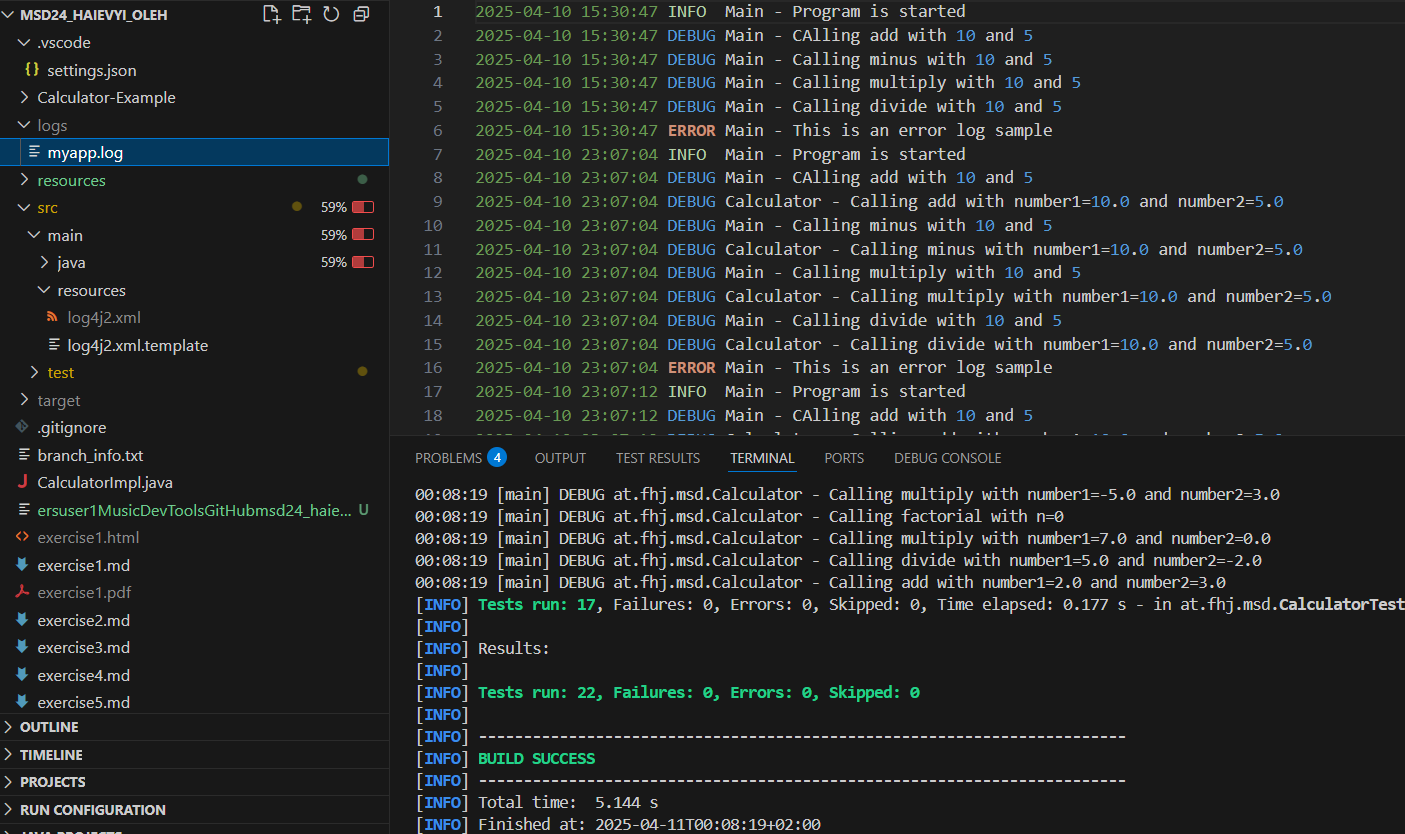 MSD24_HAIEVYI_OLEH
.vscode
{} settings.json
Calculator-Example
logs
myapp.log
resources
src 59%
main 59%
java 59%
resources
log4j2.xml
log4j2.xml.template
test
target
.gitignore
branch_info.txt
J CalculatorImpl.java
ersuser1MusicDevToolsGitHubmsd24_haie... U
<> exercise1.html
exercise1.md
exercise1.pdf
exercise2.md
exercise3.md
exercise4.md
exercise5.md
OUTLINE
TIMELINE
PROJECTS
RUN CONFIGURATION
JAVA PROJECTS
1 2025-04-10 15:30:47 INFO  Main - Program is started
2 2025-04-10 15:30:47 DEBUG Main - CAlling add with 10 and 5
3 2025-04-10 15:30:47 DEBUG Main - Calling minus with 10 and 5
4 2025-04-10 15:30:47 DEBUG Main - Calling multiply with 10 and 5
5 2025-04-10 15:30:47 DEBUG Main - Calling divide with 10 and 5
6 2025-04-10 15:30:47 ERROR Main - This is an error log sample
7 2025-04-10 23:07:04 INFO  Main - Program is started
8 2025-04-10 23:07:04 DEBUG Main - CAlling add with 10 and 5
9 2025-04-10 23:07:04 DEBUG Calculator - Calling add with number1=10.0 and number2=5.0
10 2025-04-10 23:07:04 DEBUG Main - Calling minus with 10 and 5
11 2025-04-10 23:07:04 DEBUG Calculator - Calling minus with number1=10.0 and number2=5.0
12 2025-04-10 23:07:04 DEBUG Main - Calling multiply with 10 and 5
13 2025-04-10 23:07:04 DEBUG Calculator - Calling multiply with number1=10.0 and number2=5.0
14 2025-04-10 23:07:04 DEBUG Main - Calling divide with 10 and 5
15 2025-04-10 23:07:04 DEBUG Calculator - Calling divide with number1=10.0 and number2=5.0
16 2025-04-10 23:07:04 ERROR Main - This is an error log sample
17 2025-04-10 23:07:12 INFO  Main - Program is started
18 2025-04-10 23:07:12 DEBUG Main - CAlling add with 10 and 5
PROBLEMS 4 OUTPUT TEST RESULTS TERMINAL PORTS DEBUG CONSOLE
00:08:19 [main] DEBUG at.fhj.msd.Calculator - Calling multiply with number1=-5.0 and number2=3.0
00:08:19 [main] DEBUG at.fhj.msd.Calculator - Calling factorial with n=0
00:08:19 [main] DEBUG at.fhj.msd.Calculator - Calling multiply with number1=7.0 and number2=0.0
00:08:19 [main] DEBUG at.fhj.msd.Calculator - Calling divide with number1=5.0 and number2=-2.0
00:08:19 [main] DEBUG at.fhj.msd.Calculator - Calling add with number1=2.0 and number2=3.0
[INFO] Tests run: 17, Failures: 0, Errors: 0, Skipped: 0, Time elapsed: 0.177 s - in at.fhj.msd.CalculatorTest
[INFO]
[INFO] Results:
[INFO]
[INFO] Tests run: 22, Failures: 0, Errors: 0, Skipped: 0
[INFO]
[INFO] ------------------------------------------------------------------------
[INFO] BUILD SUCCESS
[INFO] ------------------------------------------------------------------------
[INFO] Total time:  5.144 s
[INFO] Finished at: 2025-04-11T00:08:19+02:00